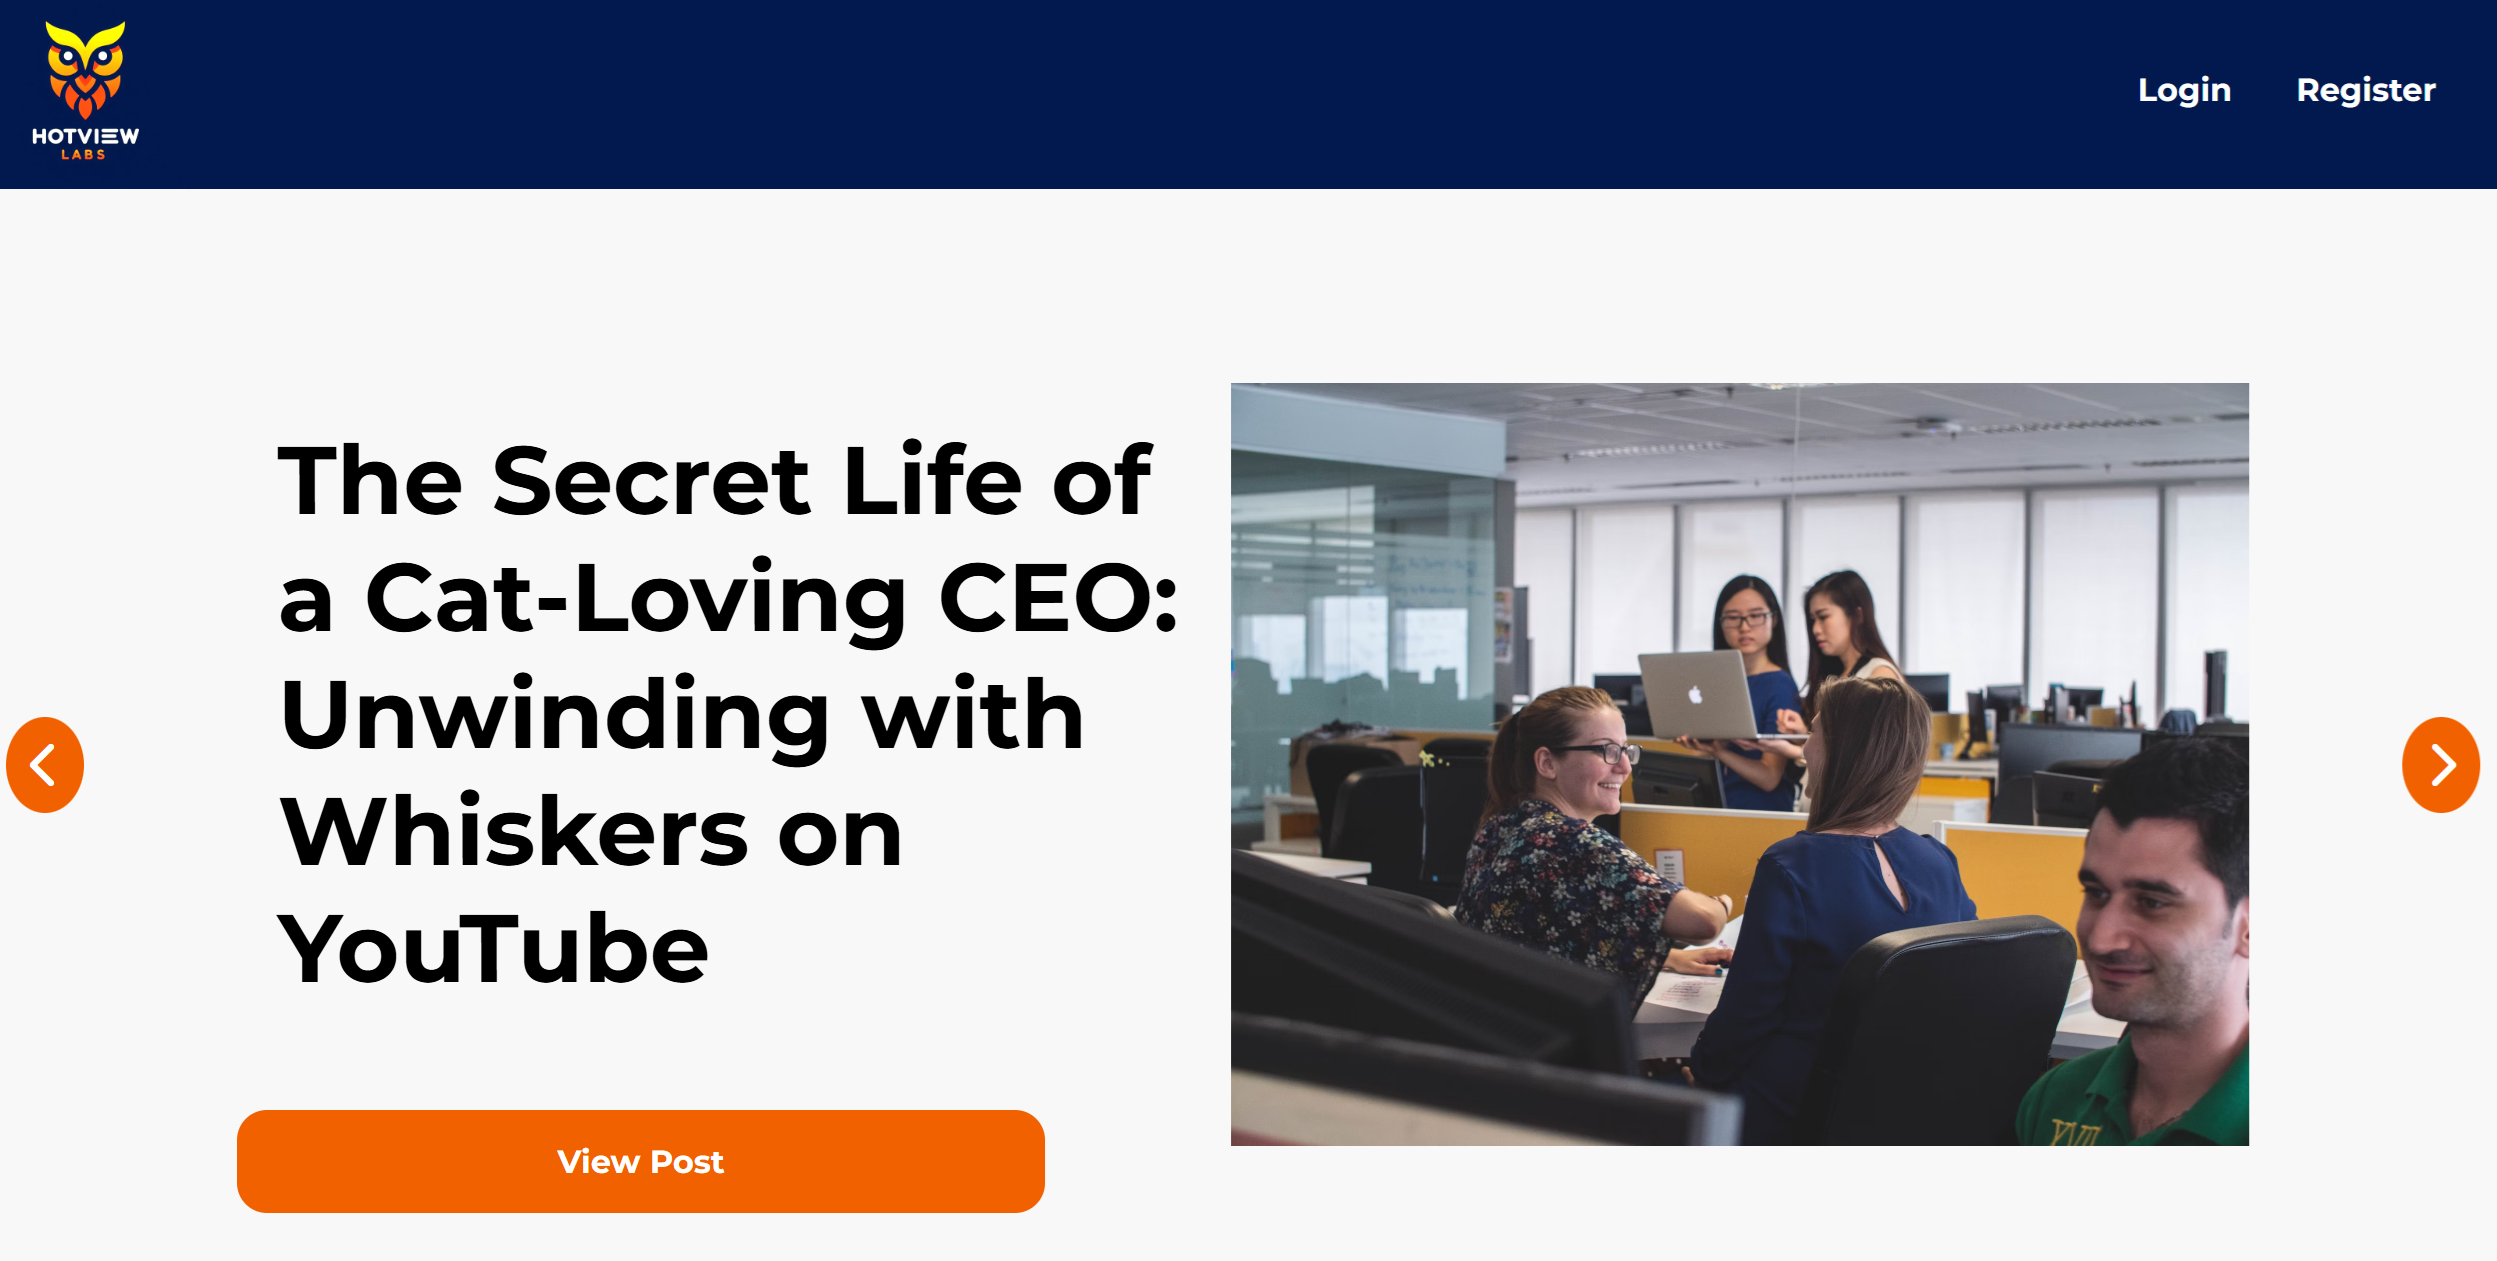 HOTVIEW
LABS
Login
Register
The Secret Life of
a Cat-Loving CEO:
Unwinding with
Whiskers on
YouTube
View Post